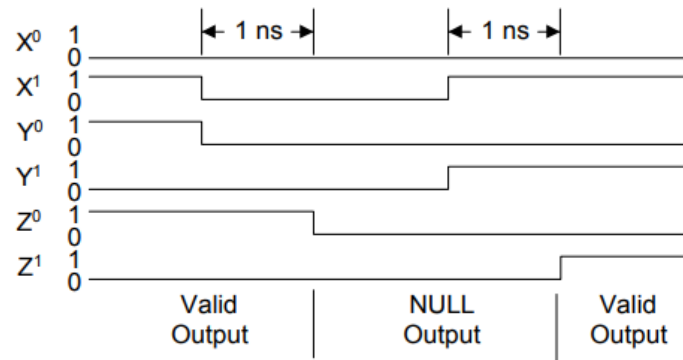 1 ns 1 ns
X⁰ 1
0
X¹ 1
0
Y⁰ 1
0
Y¹ 1
0
Z⁰ 1
0
Z¹ 1
0
Valid NULL Valid
Output Output Output